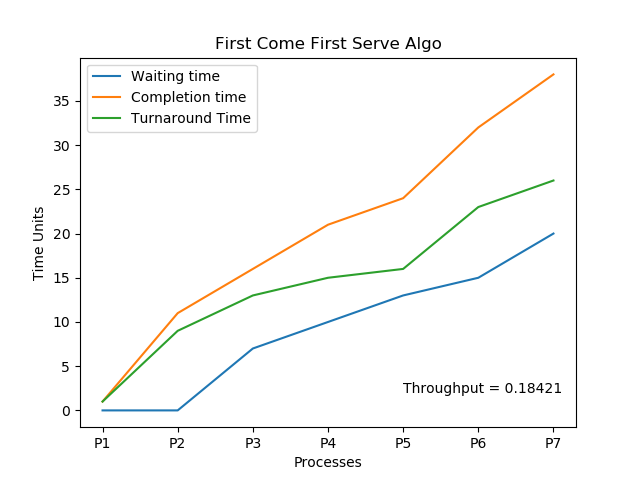 First Come First Serve Algo
Waiting time
Completion time
Turnaround Time
35
30
25
20
15
10
5
0
Time Units
Throughput = 0.18421
P1 P2 P3 P4 P5 P6 P7
Processes